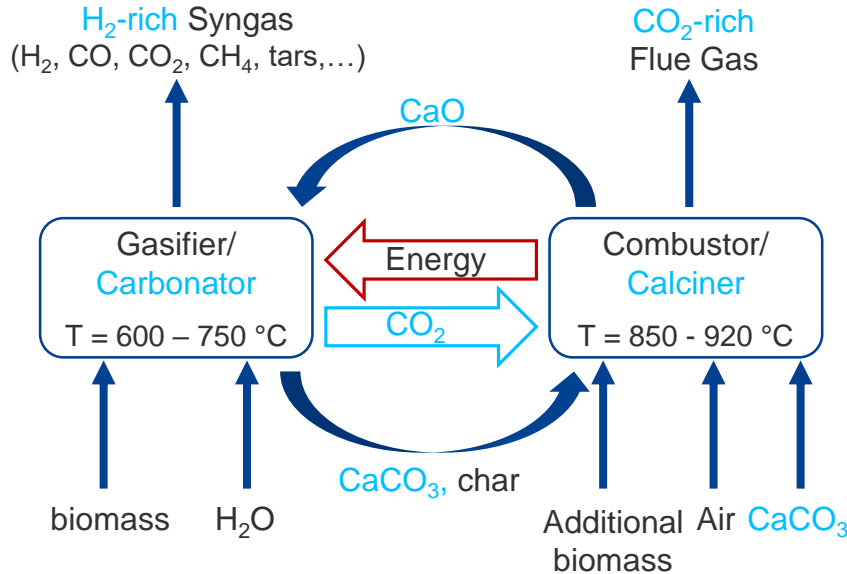 H₂-rich Syngas
(H₂, CO, CO₂, CH₄, tars,…)
CO₂-rich
Flue Gas
CaO
Gasifier/
Carbonator
T = 600 – 750 °C
Energy
CO₂
Combustor/
Calciner
T = 850 - 920 °C
CaCO₃, char
biomass
H₂O
Additional
biomass
Air
CaCO₃